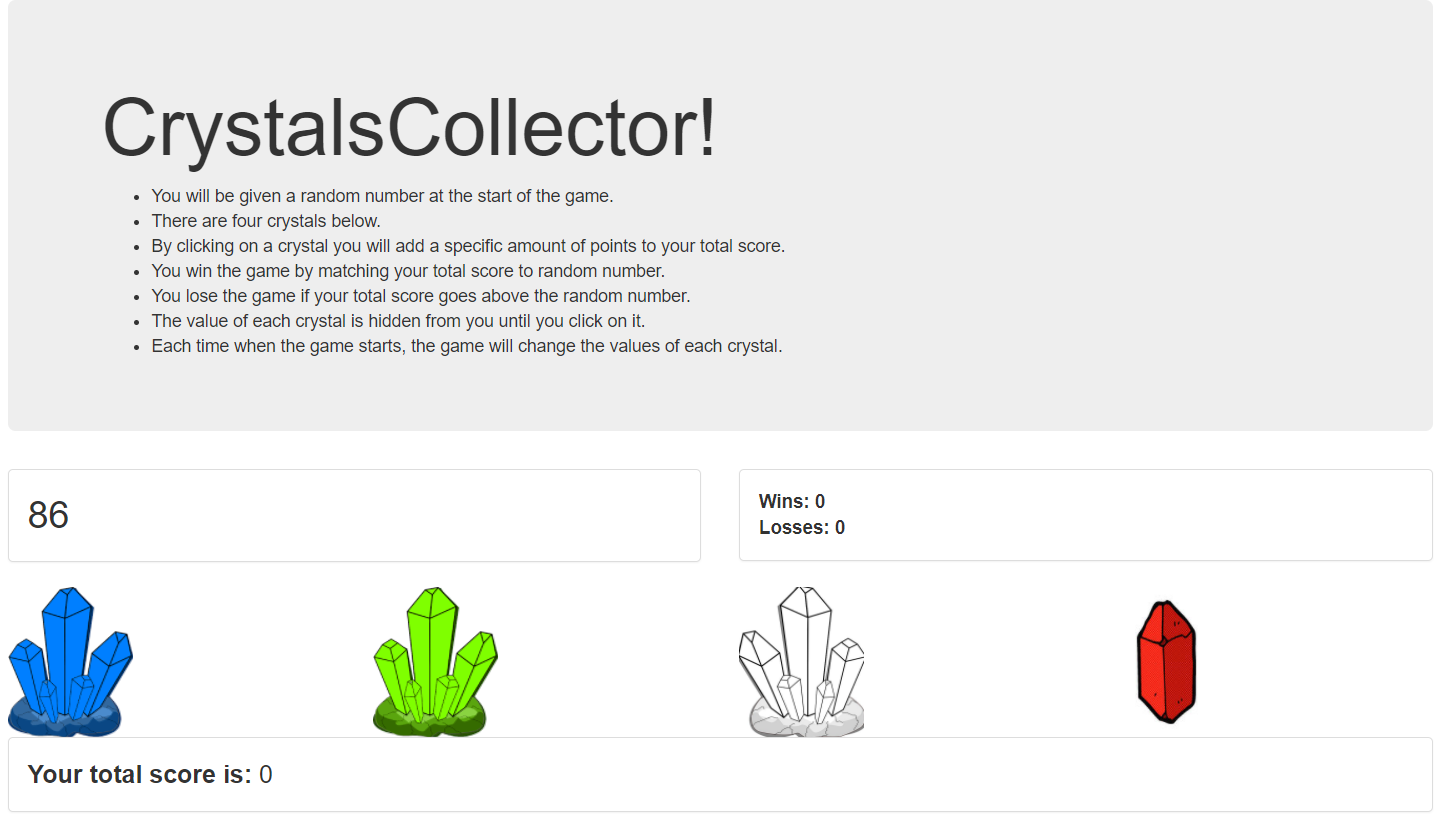 CrystalsCollector!
You will be given a random number at the start of the game.
There are four crystals below.
By clicking on a crystal you will add a specific amount of points to your total score.
You win the game by matching your total score to random number.
You lose the game if your total score goes above the random number.
The value of each crystal is hidden from you until you click on it.
Each time when the game starts, the game will change the values of each crystal.
86
Wins: 0
Losses: 0
Your total score is: 0